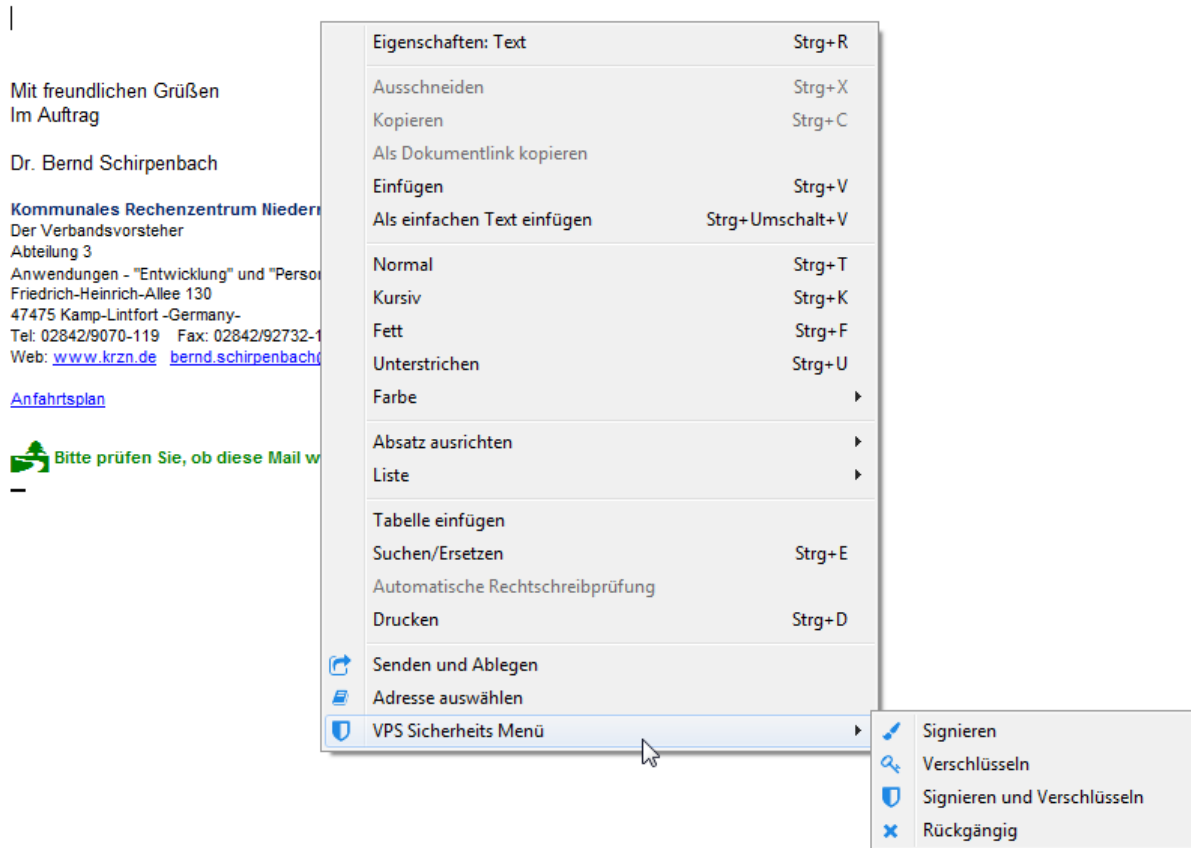 Mit freundlichen Grüßen
Im Auftrag
Dr. Bernd Schirpenbach
Kommunales Rechenzentrum
Der Verbandsvorsteher
Abteilung 3
Anwendungen - "Entwicklung" und
Friedrich-Heinrich-Allee 130
47475 Kamp-Lintfort -Germany-
Tel: 02842/9070-119 Fax: 02842/92732-1
Web: www.krzn.de bernd.schirpenbach
Anfahrtsplan
Bitte prüfen Sie, ob diese Mail w
Eigenschaften: Text Strg+R
Ausschneiden Strg+X
Kopieren Strg+C
Als Dokumentlink kopieren
Einfügen Strg+V
Als einfachen Text einfügen Strg+Umschalt+V
Normal Strg+T
Kursiv Strg+K
Fett Strg+F
Unterstrichen Strg+U
Farbe
Absatz ausrichten
Liste
Tabelle einfügen
Suchen/Ersetzen Strg+E
Automatische Rechtschreibprüfung
Drucken Strg+D
Senden und Ablegen
Adresse auswählen
VPS Sicherheits Menü
Signieren
Verschlüsseln
Signieren und Verschlüsseln
Rückgängig